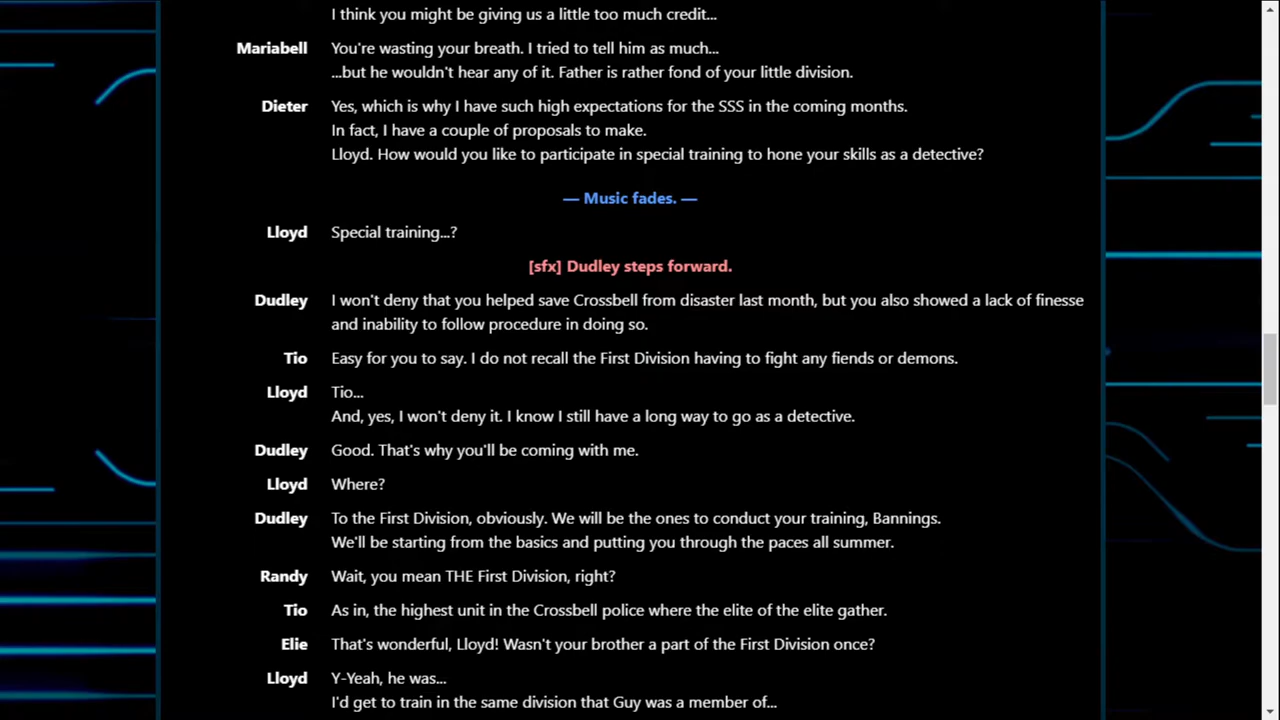 I think you might be giving us a little too much credit...
Mariabell You're wasting your breath. I tried to tell him as much...
...but he wouldn't hear any of it. Father is rather fond of your little division.
Dieter Yes, which is why I have such high expectations for the SSS in the coming months.
In fact, I have a couple of proposals to make.
Lloyd. How would you like to participate in special training to hone your skills as a detective?
— Music fades. —
Lloyd Special training...?
[sfx] Dudley steps forward.
Dudley I won't deny that you helped save Crossbell from disaster last month, but you also showed a lack of finesse
and inability to follow procedure in doing so.
Tio Easy for you to say. I do not recall the First Division having to fight any fiends or demons.
Lloyd Tio...
And, yes, I won't deny it. I know I still have a long way to go as a detective.
Dudley Good. That's why you'll be coming with me.
Lloyd Where?
Dudley To the First Division, obviously. We will be the ones to conduct your training, Bannings.
We'll be starting from the basics and putting you through the paces all summer.
Randy Wait, you mean THE First Division, right?
Tio As in, the highest unit in the Crossbell police where the elite of the elite gather.
Elie That's wonderful, Lloyd! Wasn't your brother a part of the First Division once?
Lloyd Y-Yeah, he was...
I'd get to train in the same division that Guy was a member of...